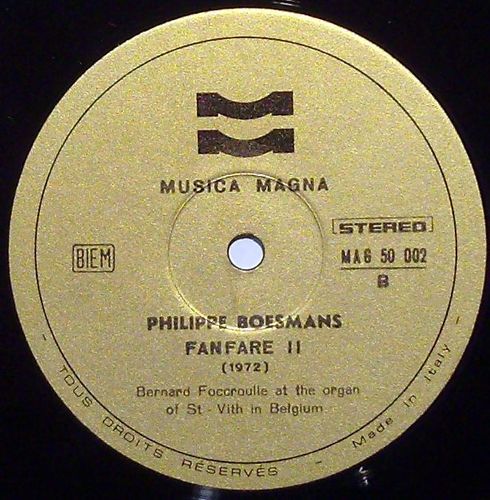 MUSICA MAGNA
STEREO
BIEM
MAG 50 002
B
PHILIPPE BOESMANS
FANFARE II
(1972)
Bernard Foccroulle at the organ
of St - Vith in Belgium
- TOUS DROITS RÉSERVÉS - Made in Italy -